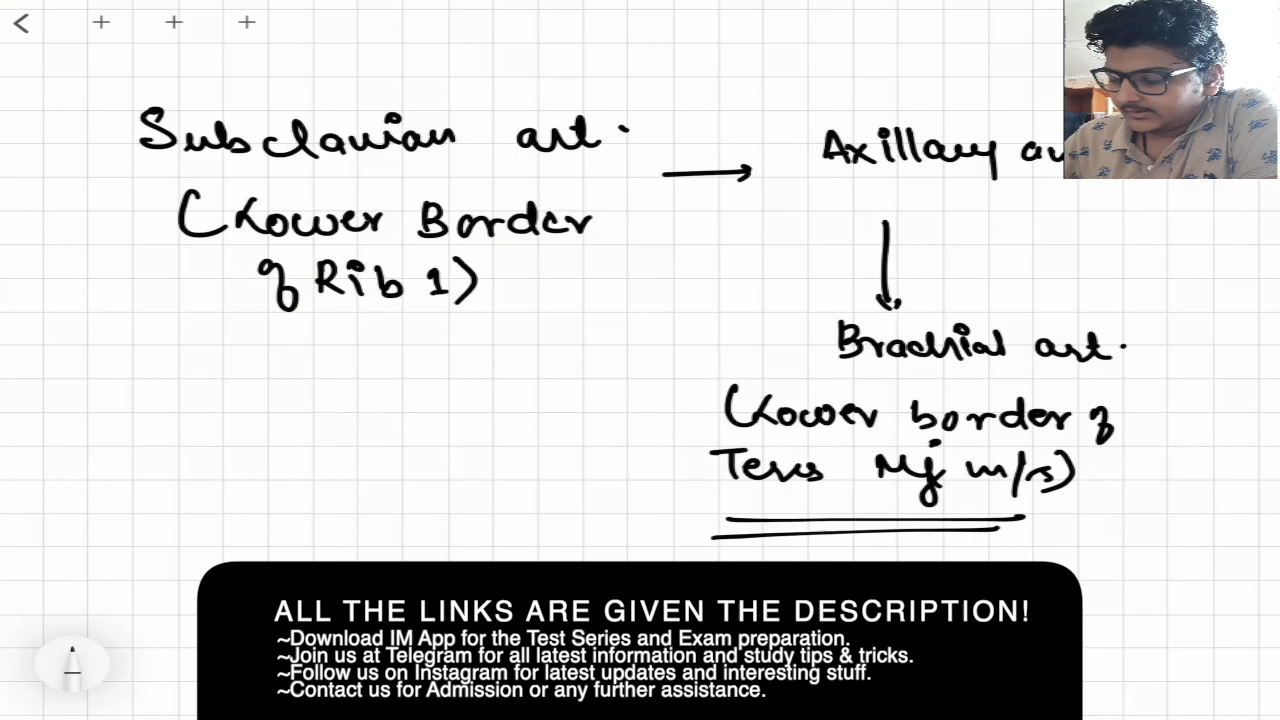 Subclavian art.
(Lower Border
of Rib 1)
Axillary
Brachial art.
(Lower border of
Teres Mj m/s)
ALL THE LINKS ARE GIVEN THE DESCRIPTION!
~Download IM App for the Test Series and Exam preparation.
~Join us at Telegram for all latest information and study tips & tricks.
~Follow us on Instagram for latest updates and interesting stuff.
~Contact us for Admission or any further assistance.